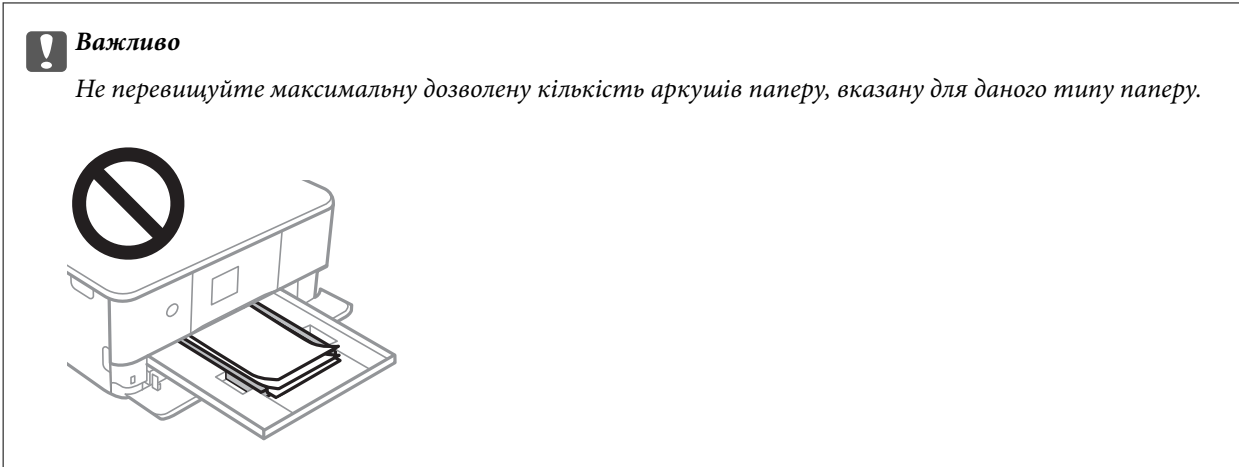 Важливо
Не перевищуйте максимальну дозволену кількість аркушів паперу, вказану для даного типу паперу.